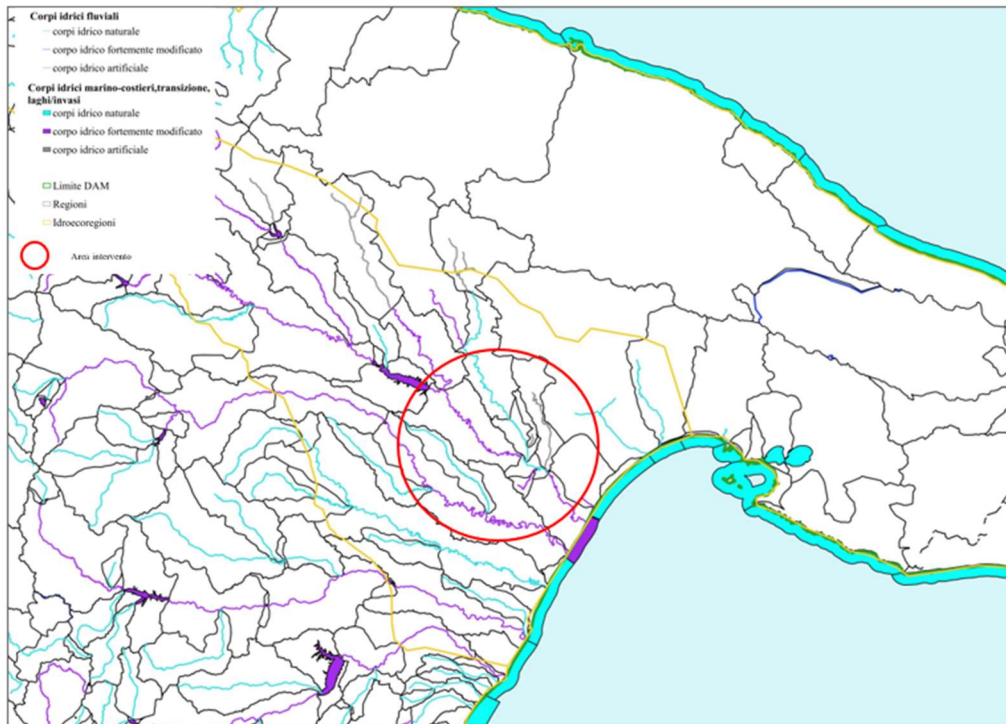 Corpi idrici fluviali
corpi idrico naturale
corpi idrico fortemente modificato
corpo idrico artificiale
Corpi idrici marino-costieri,transizione,
laghi/invasi
corpi idrico naturale
corpo idrico fortemente modificato
corpo idrico artificiale
Limite DAM
Regioni
Idroecoregioni
Area intervento